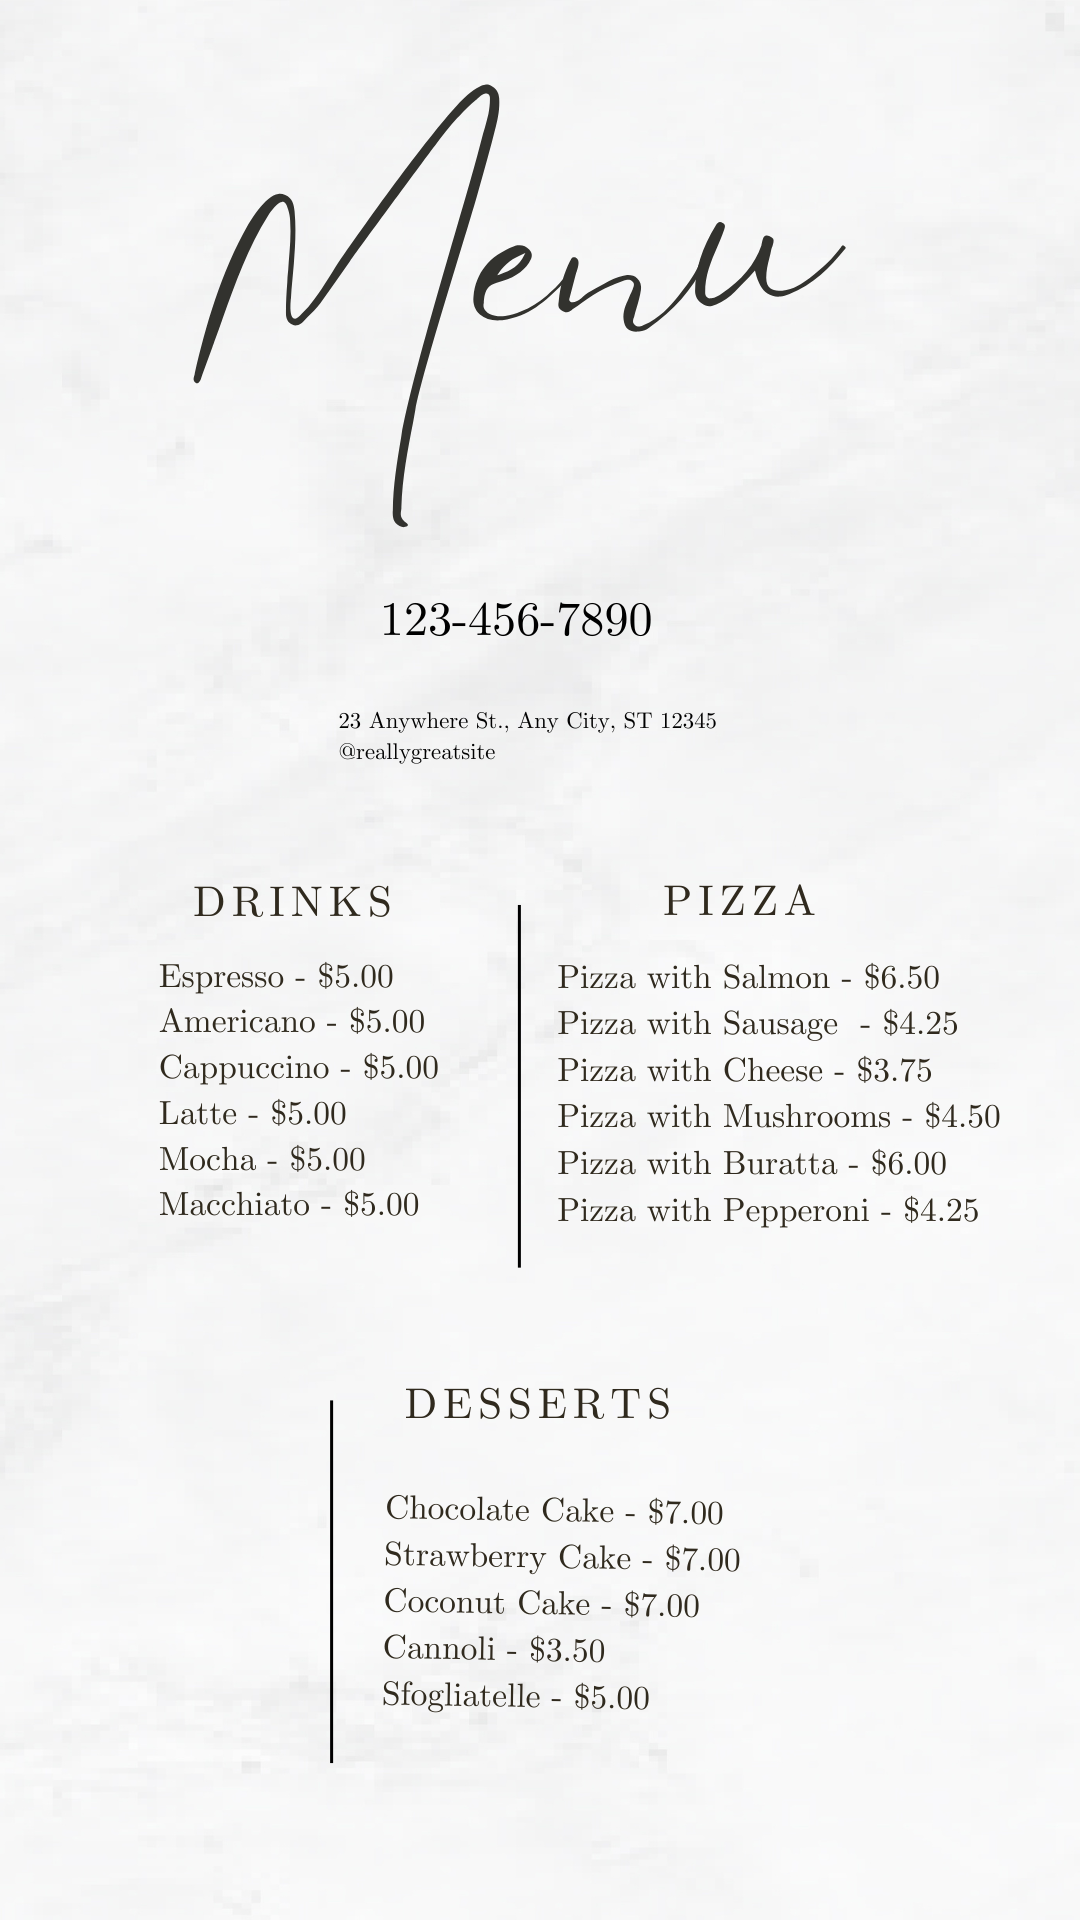 Menu
123-456-7890
23 Anywhere St., Any City, ST 12345
@reallygreatsite
DRINKS
Espresso - $5.00
Americano - $5.00
Cappuccino - $5.00
Latte - $5.00
Mocha - $5.00
Macchiato - $5.00
PIZZA
Pizza with Salmon - $6.50
Pizza with Sausage  - $4.25
Pizza with Cheese - $3.75
Pizza with Mushrooms - $4.50
Pizza with Buratta - $6.00
Pizza with Pepperoni - $4.25
DESSERTS
Chocolate Cake - $7.00
Strawberry Cake - $7.00
Coconut Cake - $7.00
Cannoli - $3.50
Sfogliatelle - $5.00